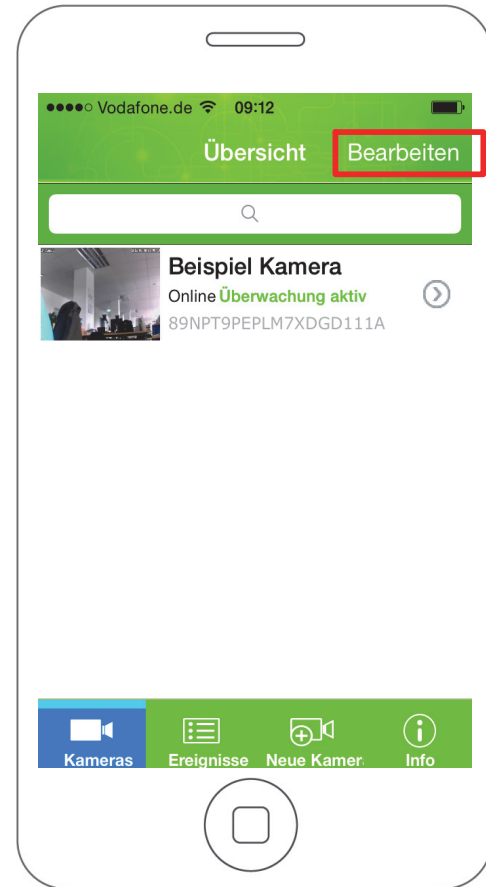 Vodafone.de 09:12
Übersicht Bearbeiten
Beispiel Kamera
Online Überwachung aktiv
89NPT9PEPLM7XDGD111A
Kameras Ereignisse Neue Kamer. Info